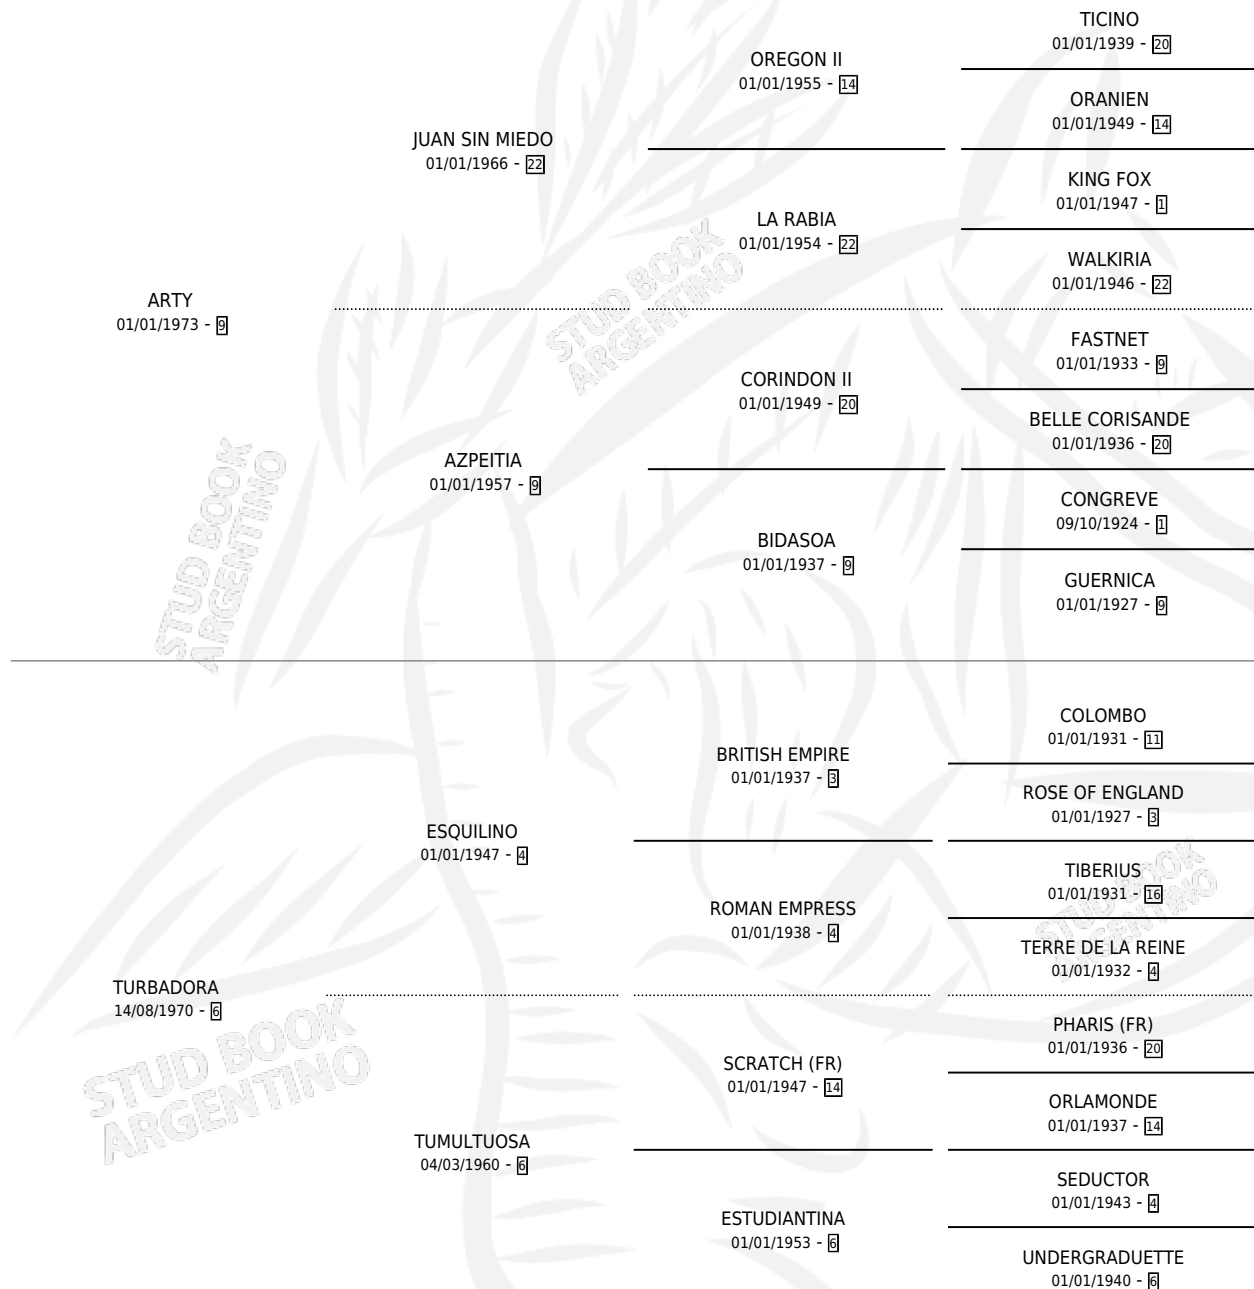 TICINO
01/01/1939 - 20
OREGON II
01/01/1955 - 14
ORANIEN
01/01/1949 - 14
JUAN SIN MIEDO
01/01/1966 - 22
KING FOX
01/01/1947 - 1
LA RABIA
01/01/1954 - 22
WALKIRIA
01/01/1946 - 22
ARTY
01/01/1973 - 9
FASTNET
01/01/1933 - 9
CORINDON II
01/01/1949 - 20
BELLE CORISANDE
01/01/1936 - 20
AZPEITIA
01/01/1957 - 9
CONGREVE
09/10/1924 - 1
BIDASOA
01/01/1937 - 9
GUERNICA
01/01/1927 - 9
COLOMBO
01/01/1931 - 11
BRITISH EMPIRE
01/01/1937 - 3
ROSE OF ENGLAND
01/01/1927 - 3
ESQUILINO
01/01/1947 - 4
TIBERIUS
01/01/1931 - 16
ROMAN EMPRESS
01/01/1938 - 4
TERRE DE LA REINE
01/01/1932 - 4
TURBADORA
14/08/1970 - 6
PHARIS (FR)
01/01/1936 - 20
SCRATCH (FR)
01/01/1947 - 14
ORLAMONDE
01/01/1937 - 14
TUMULTUOSA
04/03/1960 - 6
SEDUCTOR
01/01/1943 - 4
ESTUDIANTINA
01/01/1953 - 6
UNDERGRADUETTE
01/01/1940 - 6
STUD BOOK
ARGENTINO
STUD BOOK
ARGENTINO
STUD BOOK
ARGENTINO
STUD BOOK
ARGENTINO